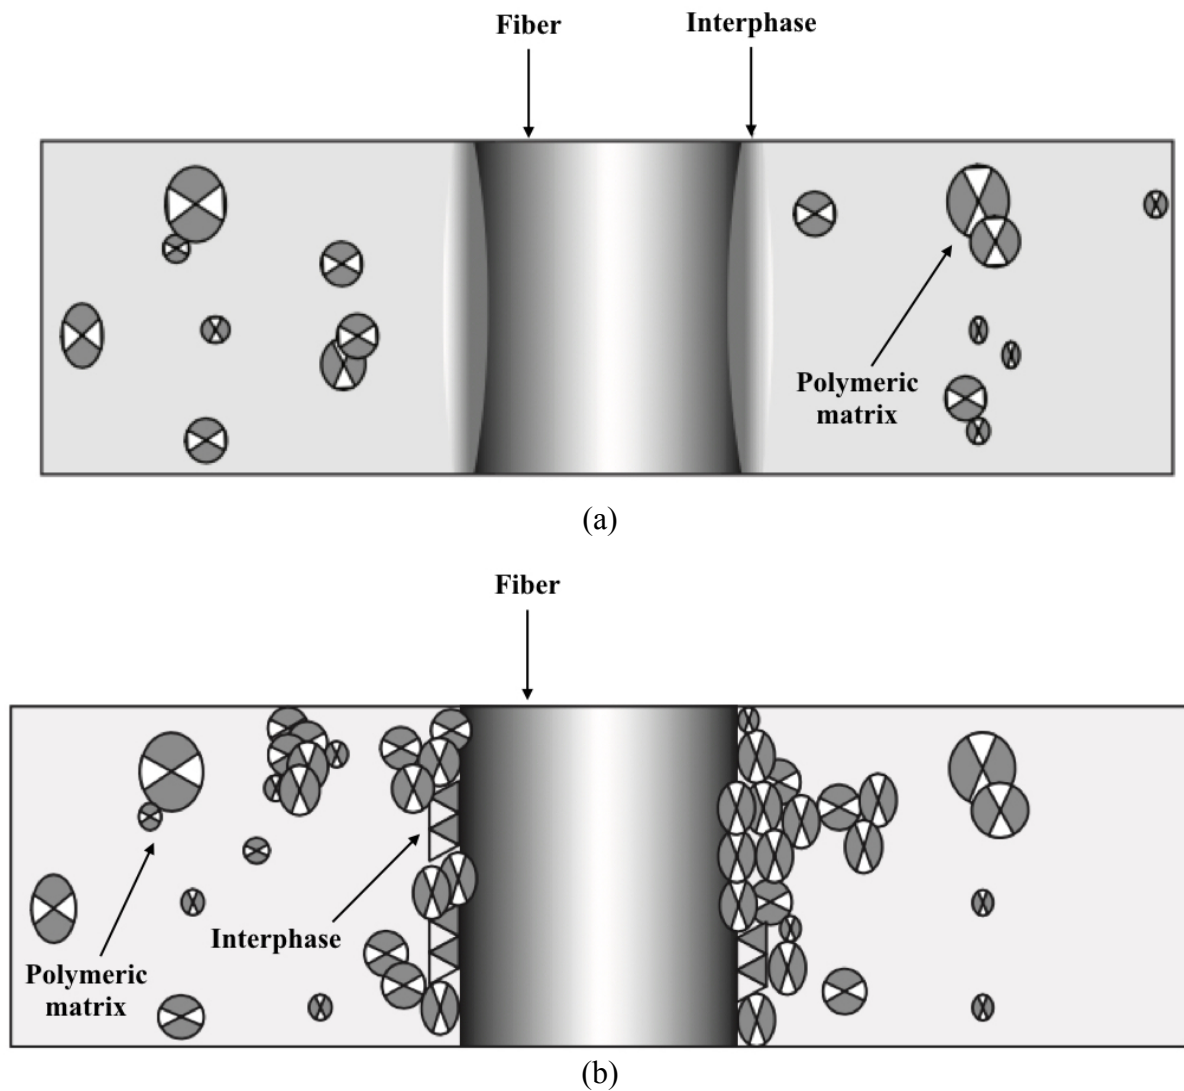 Fiber
Interphase
Polymeric
matrix
(a)
Fiber
Interphase
Polymeric
matrix
(b)